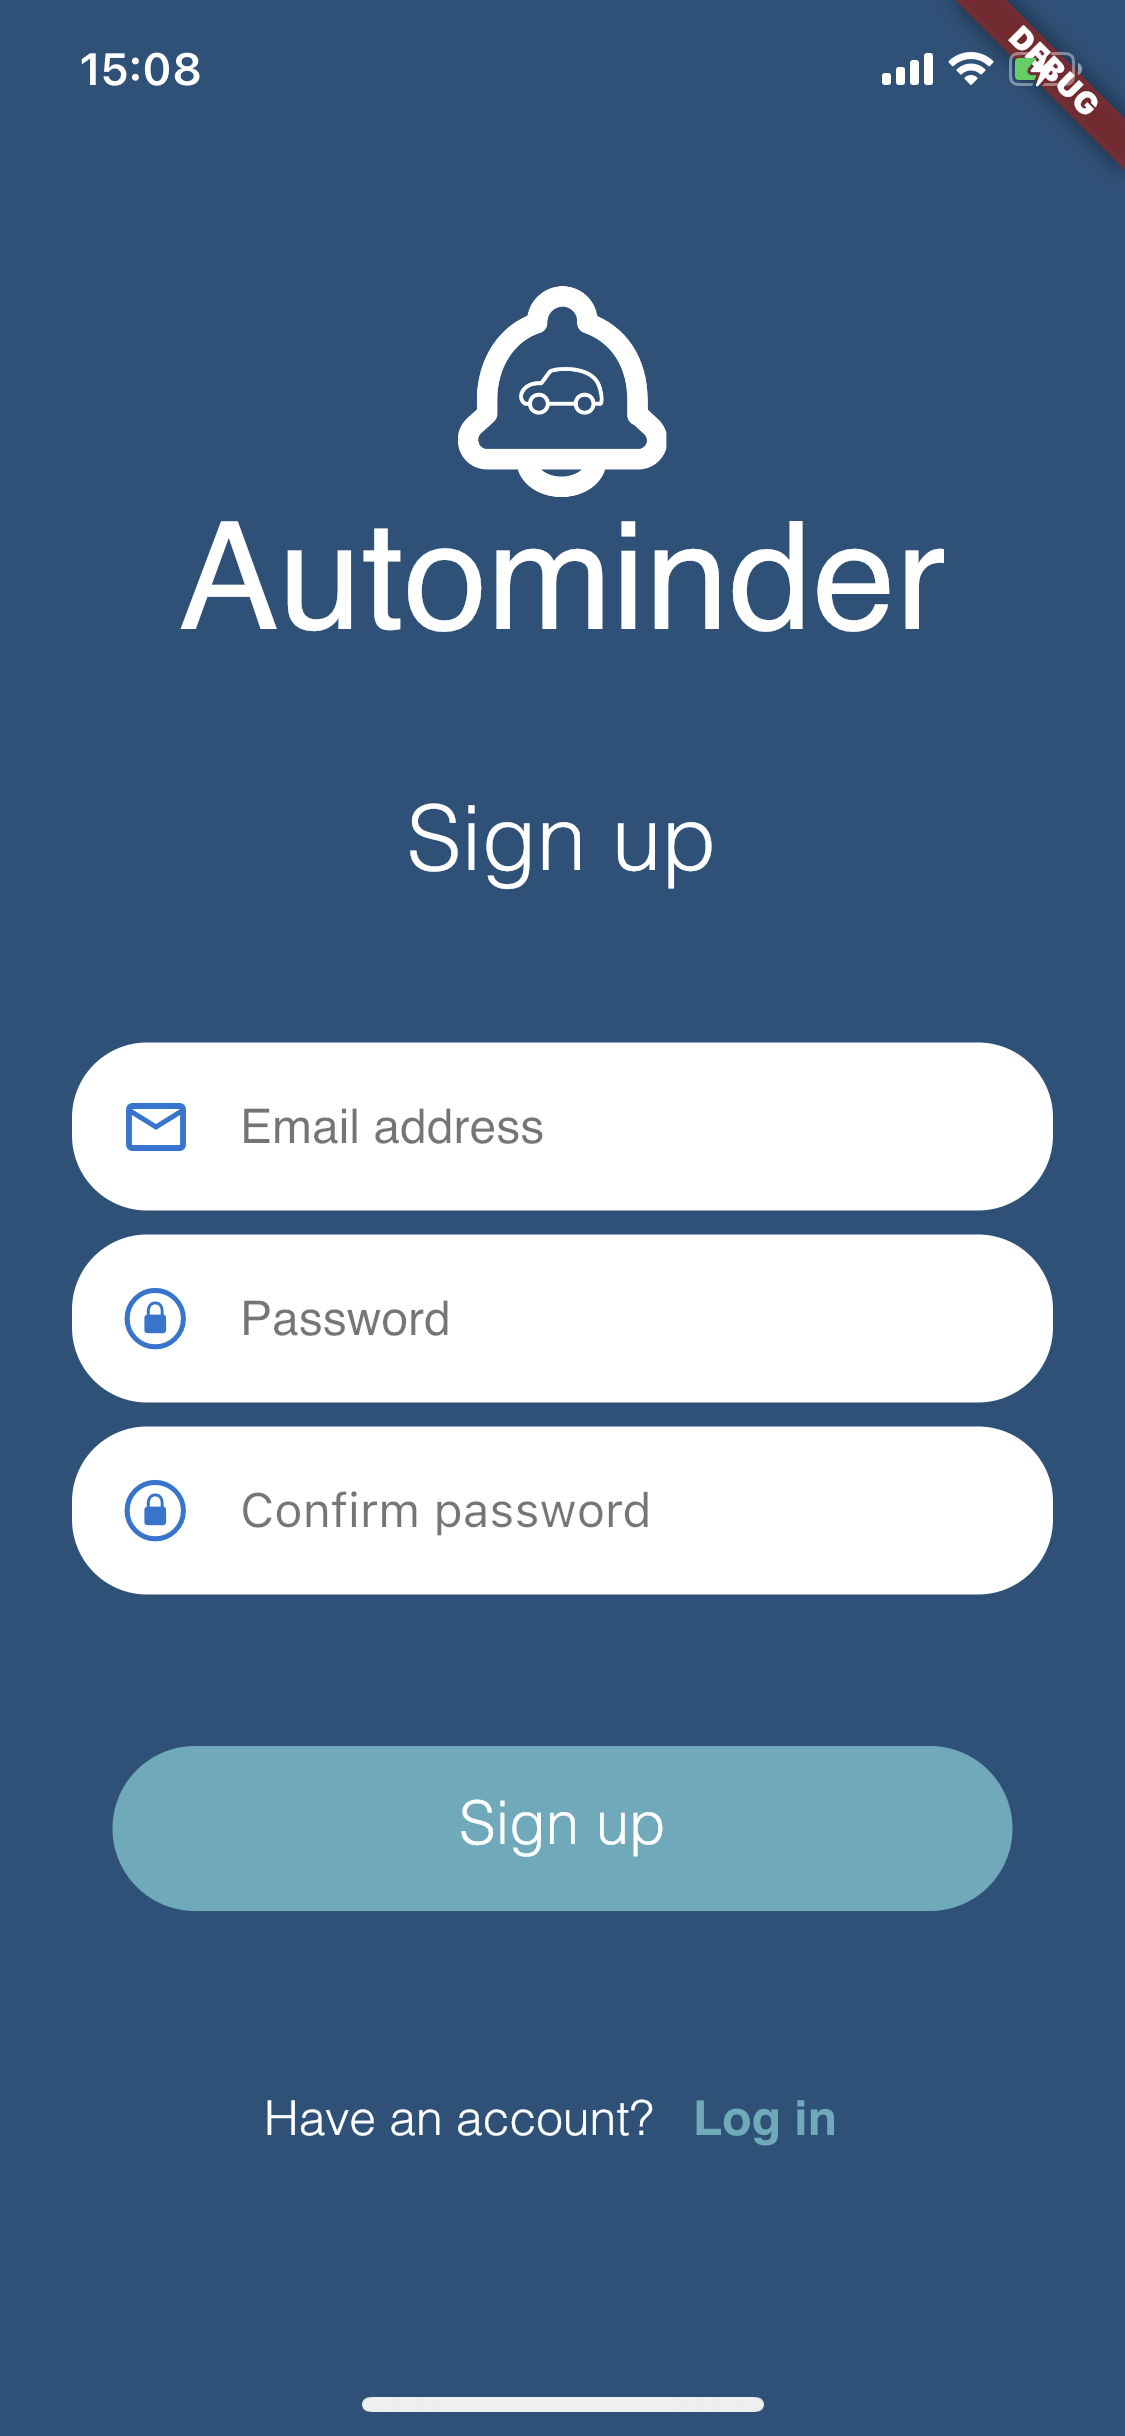 15:08
DEBUG
Autominder
Sign up
Email address
Password
Confirm password
Sign up
Have an account? Log in